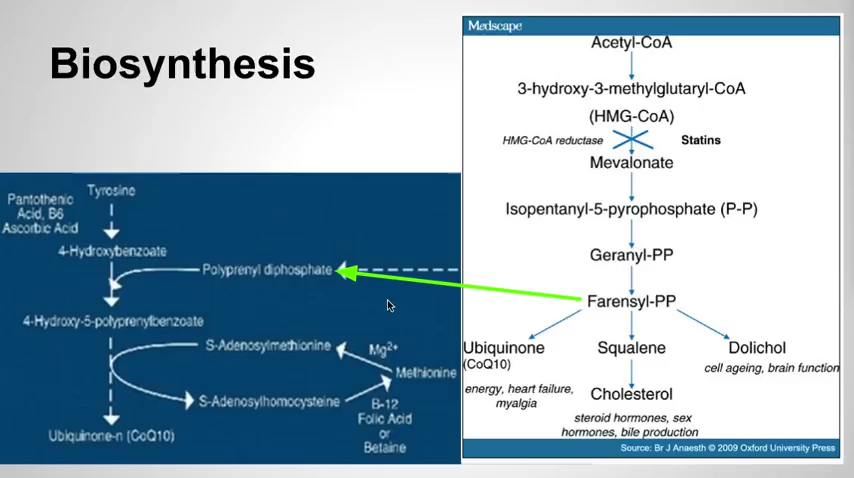 Biosynthesis
Pantothenic
Acid, B6
Ascorbic Acid
Tyrosine
4-Hydroxybenzoate
Polyprenyl diphosphate
4-Hydroxy-5-polyprenylbenzoate
S-Adenosylmethionine
Mg2+
Methionine
S-Adenosylhomocysteine
B-12
Folic Acid
or
Betaine
Ubiquinone-n (CoQ10)
Medscape
Acetyl-CoA
3-hydroxy-3-methylglutaryl-CoA
(HMG-CoA)
HMG-CoA reductase
Statins
Mevalonate
Isopentanyl-5-pyrophosphate (P-P)
Geranyl-PP
Farensyl-PP
Ubiquinone
(CoQ10)
energy, heart failure,
myalgia
Squalene
Cholesterol
steroid hormones, sex
hormones, bile production
Dolichol
cell ageing, brain function
Source: Br J Anaesth © 2009 Oxford University Press